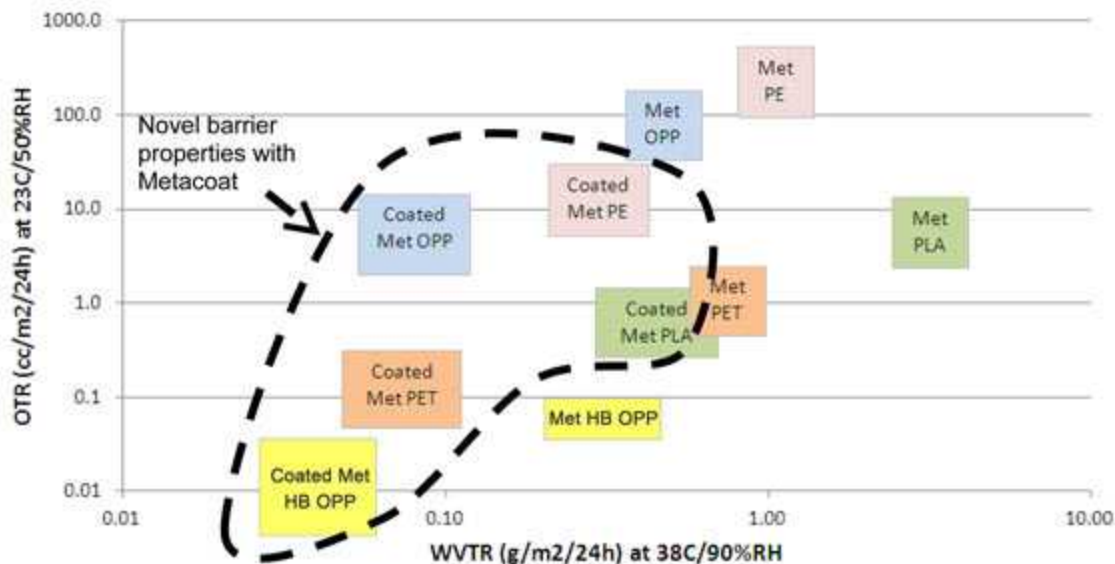 1000.0
100.0
10.0
1.0
0.1
0.01
OTR (cc/m2/24h) at 23C/50%RH
Novel barrier
properties with
Metacoat
Met
PE
Met
OPP
Coated
Met PE
Coated
Met OPP
Met
PLA
Met
PET
Coated
Met PLA
Coated
Met PET
Met HB OPP
Coated Met
HB OPP
0.01
0.10
1.00
10.00
WVTR (g/m2/24h) at 38C/90%RH